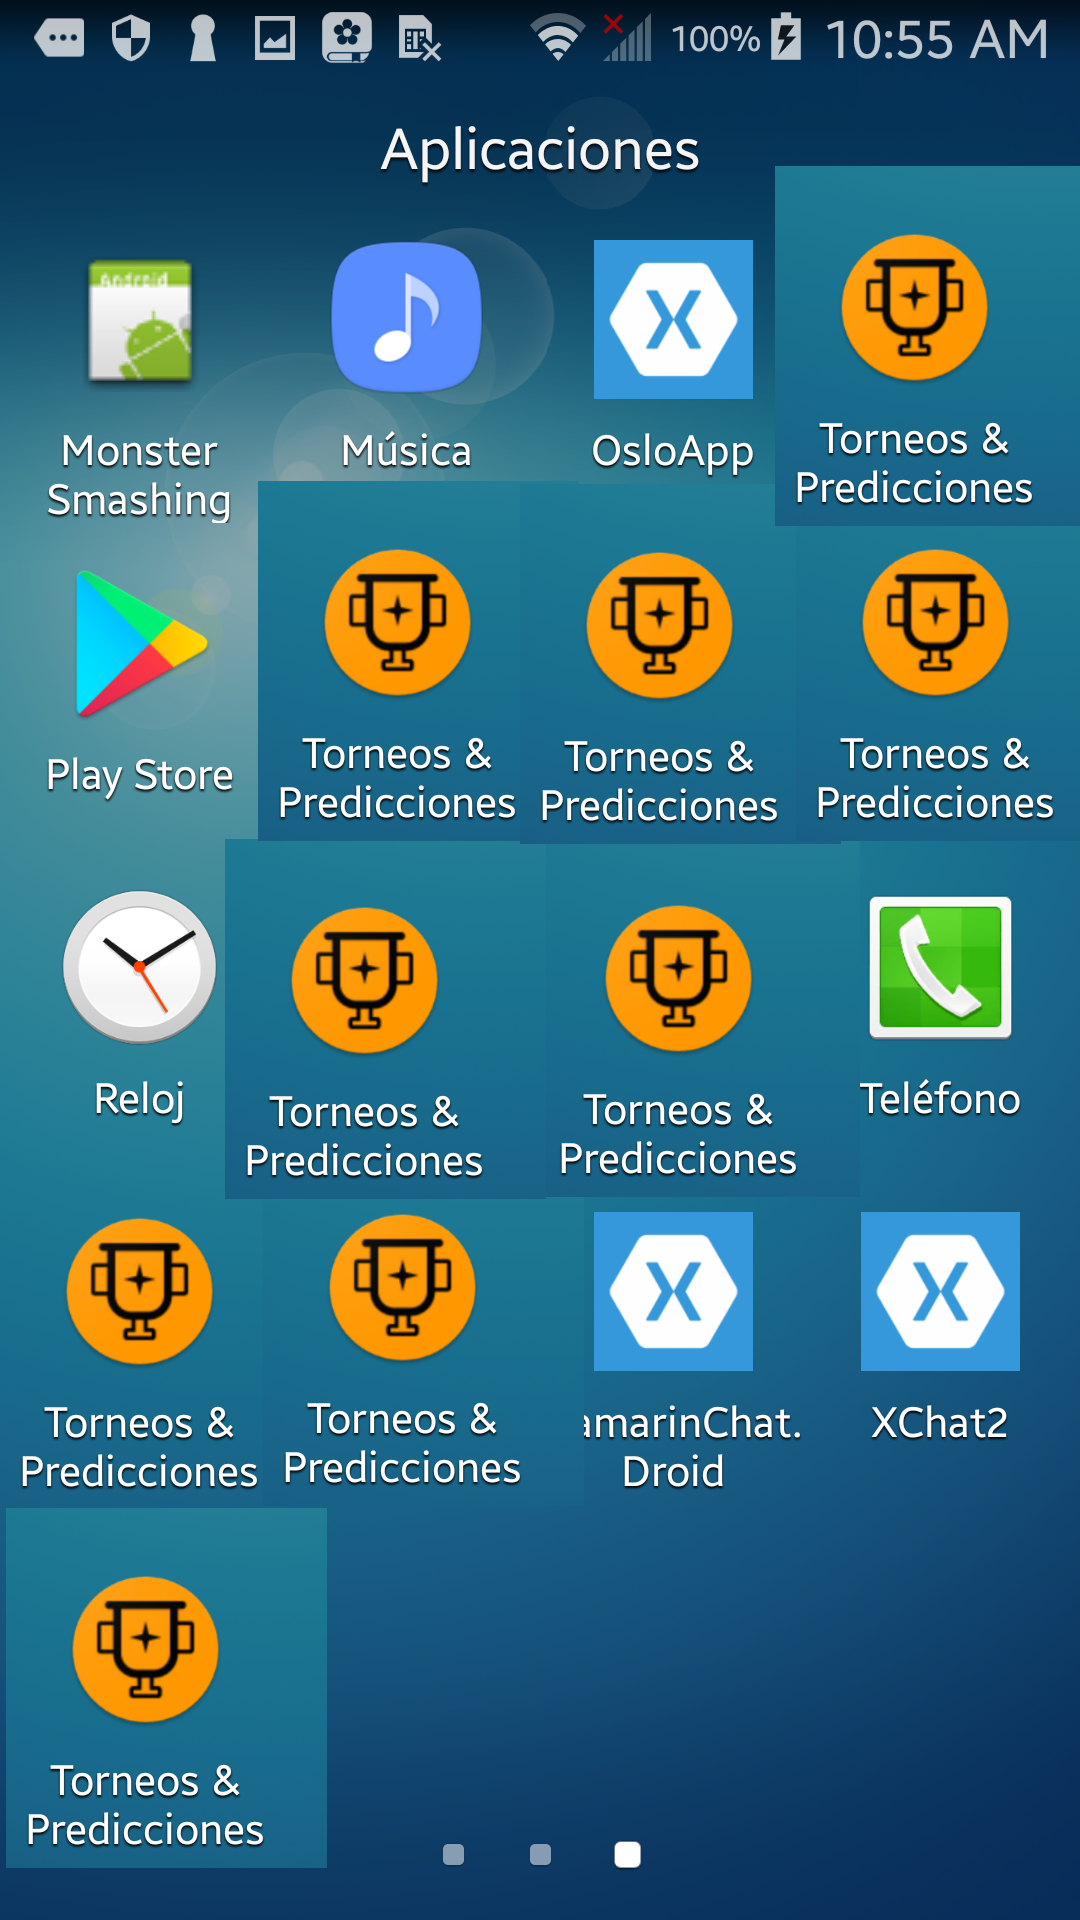 100% 10:55 AM
Aplicaciones
Android
Monster
Smashing
Música
OsloApp
Torneos &
Predicciones
Play Store
Torneos &
Predicciones
Torneos &
Predicciones
Torneos &
Predicciones
Reloj
Torneos &
Predicciones
Torneos &
Predicciones
Teléfono
Torneos &
Predicciones
Torneos &
Predicciones
amarinChat.
Droid
XChat2
Torneos &
Predicciones